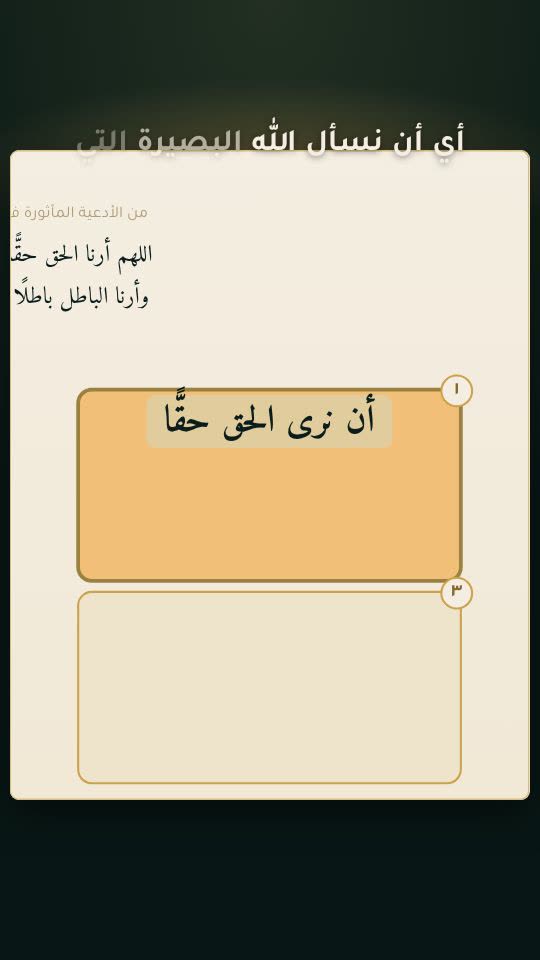 أي أن نسأل الله البصيرة التي
من الأدعية المأثورة
اللهم أرنا الحق حقًّا
وأرنا الباطل باطلًا
١
أن نرى الحق حقًّا
٣